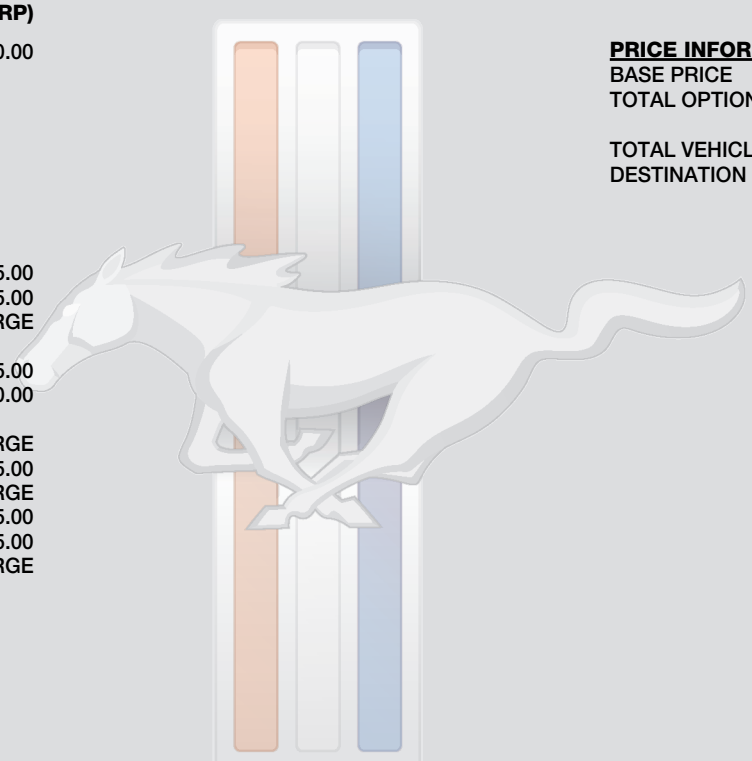 RP)
0.00
5.00
5.00
RGE
5.00
0.00
RGE
5.00
RGE
5.00
5.00
RGE
PRICE INFOR
BASE PRICE
TOTAL OPTION
TOTAL VEHICL
DESTINATION